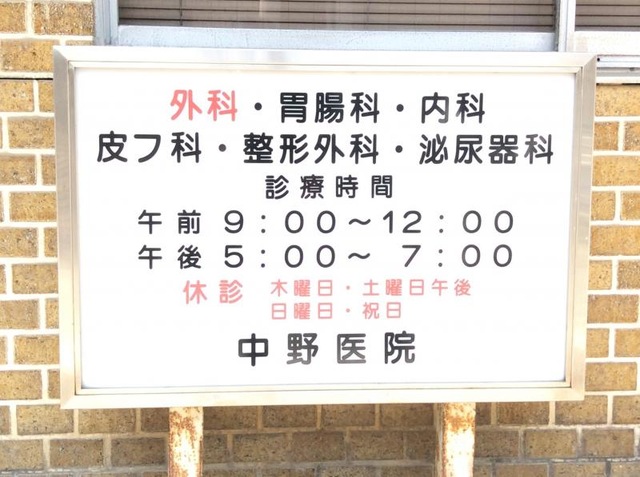 外科・胃腸科・内科
皮フ科・整形外科・泌尿器科
診療時間
午前 9：00～12：00
午後 5：00～ 7：00
休診 木曜日・土曜日午後
日曜日・祝日
中野医院